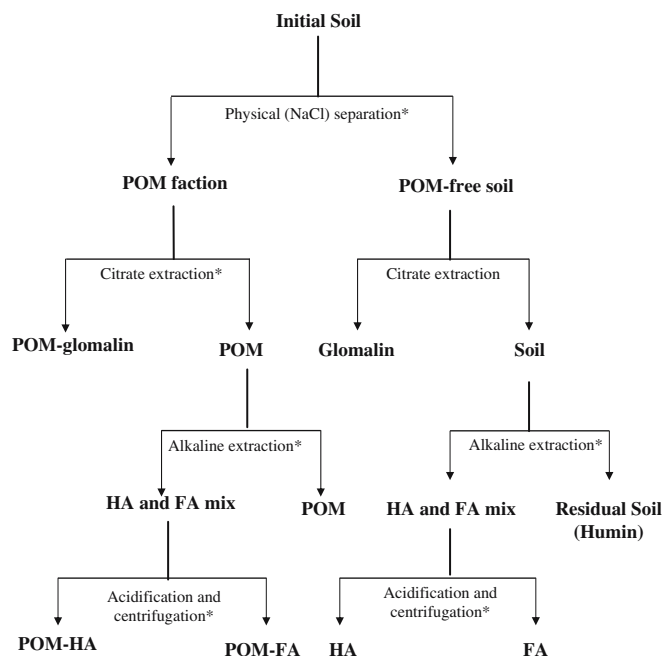 Initial Soil
Physical (NaCl) separation*
POM faction
POM-free soil
Citrate extraction*
Citrate extraction
POM-glomalin
POM
Glomalin
Soil
Alkaline extraction*
Alkaline extraction*
HA and FA mix
POM
HA and FA mix
Residual Soil
(Humin)
Acidification and
centrifugation*
Acidification and
centrifugation*
POM-HA
POM-FA
HA
FA